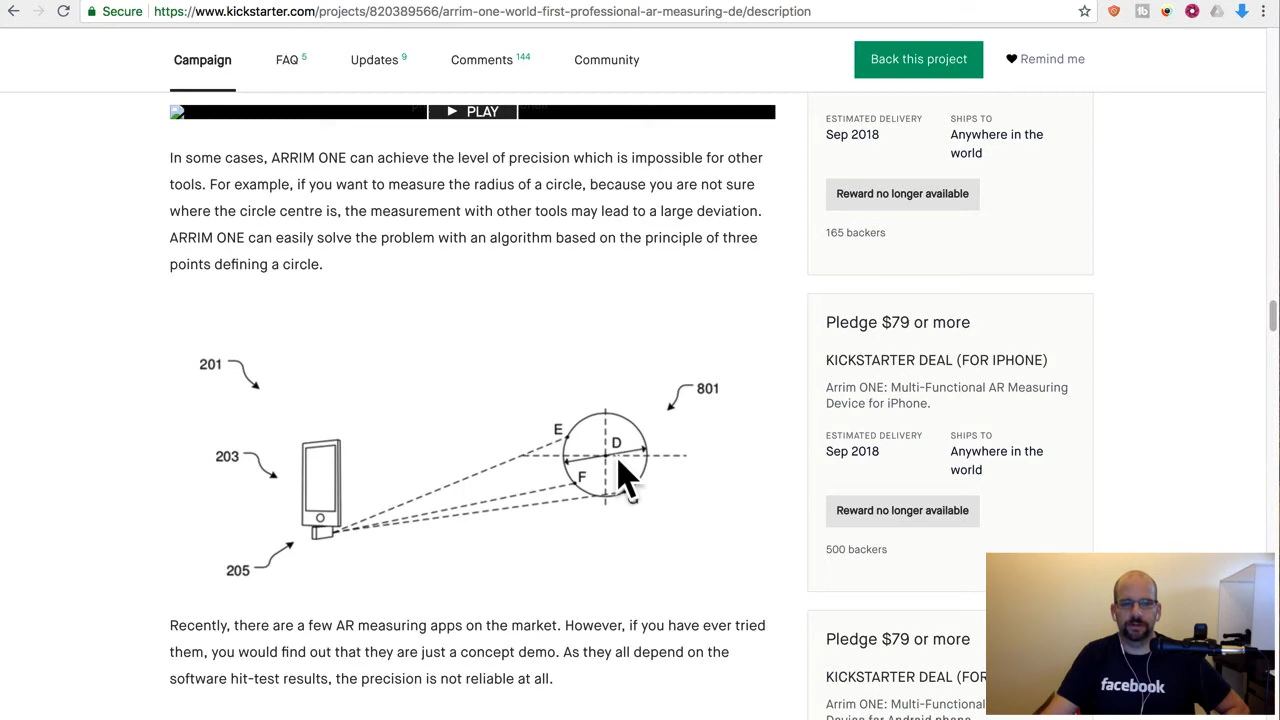 Secure
https://www.kickstarter.com/projects/820389566/arrim-one-world-first-professional-ar-measuring-de/description
Campaign
FAQ 5
Updates 9
Comments 144
Community
Back this project
Remind me
PLAY
In some cases, ARRIM ONE can achieve the level of precision which is impossible for other
tools. For example, if you want to measure the radius of a circle, because you are not sure
where the circle centre is, the measurement with other tools may lead to a large deviation.
ARRIM ONE can easily solve the problem with an algorithm based on the principle of three
points defining a circle.
201
203
205
801
E
D
F
Recently, there are a few AR measuring apps on the market. However, if you have ever tried
them, you would find out that they are just a concept demo. As they all depend on the
software hit-test results, the precision is not reliable at all.
ESTIMATED DELIVERY
Sep 2018
SHIPS TO
Anywhere in the
world
Reward no longer available
165 backers
Pledge $79 or more
KICKSTARTER DEAL (FOR IPHONE)
Arrim ONE: Multi-Functional AR Measuring
Device for iPhone.
ESTIMATED DELIVERY
Sep 2018
SHIPS TO
Anywhere in the
world
Reward no longer available
500 backers
Pledge $79 or more
KICKSTARTER DEAL (FOR
Arrim ONE: Multi-Functional
Device for Android phone
facebook